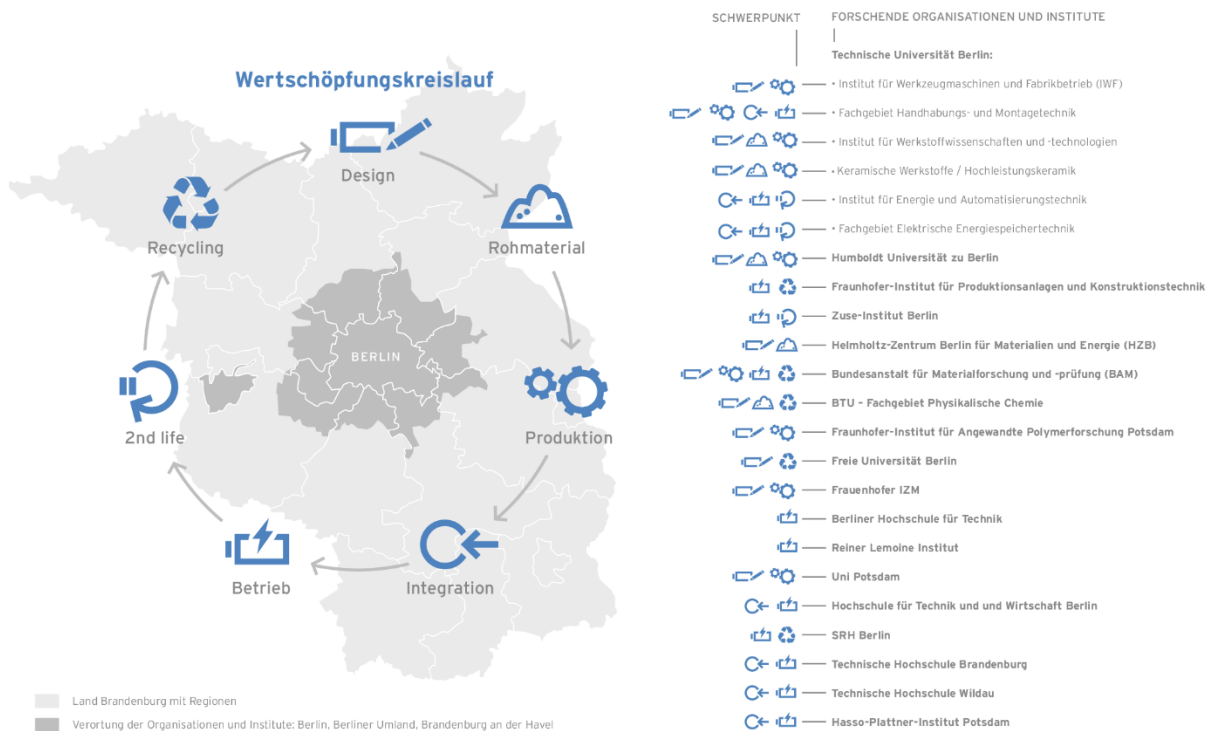 Wertschöpfungskreislauf
Design
Recycling
Rohmaterial
BERLIN
2nd life
Produktion
Betrieb
Integration
Land Brandenburg mit Regionen
Verortung der Organisationen und Institute: Berlin, Berliner Umland, Brandenburg an der Havel
SCHWERPUNKT
FORSCHENDE ORGANISATIONEN UND INSTITUTE
Technische Universität Berlin:
• Institut für Werkzeugmaschinen und Fabrikbetrieb (IWF)
• Fachgebiet Handhabungs- und Montagetechnik
• Institut für Werkstoffwissenschaften und -technologien
• Keramische Werkstoffe / Hochleistungskeramik
• Institut für Energie und Automatisierungstechnik
• Fachgebiet Elektrische Energiespeichertechnik
Humboldt Universität zu Berlin
Fraunhofer-Institut für Produktionsanlagen und Konstruktionstechnik
Zuse-Institut Berlin
Helmholtz-Zentrum Berlin für Materialien und Energie (HZB)
Bundesanstalt für Materialforschung und -prüfung (BAM)
BTU - Fachgebiet Physikalische Chemie
Fraunhofer-Institut für Angewandte Polymerforschung Potsdam
Freie Universität Berlin
Frauenhofer IZM
Berliner Hochschule für Technik
Reiner Lemoine Institut
Uni Potsdam
Hochschule für Technik und und Wirtschaft Berlin
SRH Berlin
Technische Hochschule Brandenburg
Technische Hochschule Wildau
Hasso-Plattner-Institut Potsdam